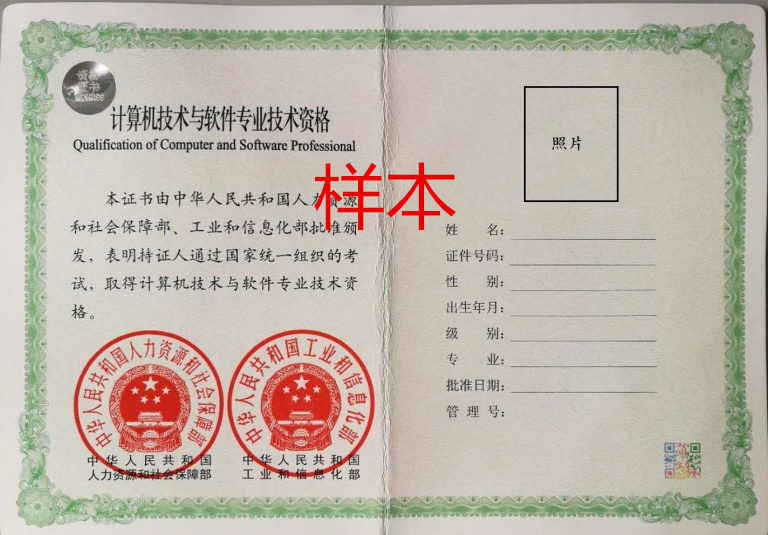 资格
证书
计算机技术与软件专业技术资格
Qualification of Computer and Software Professional
样本
本证书由中华人民共和国人力资源
和社会保障部、工业和信息化部批准颁
发，表明持证人通过国家统一组织的考
试，取得计算机技术与软件专业技术资
格。
中华人民共和国人力资源和社会保障部
中华人民共和国工业和信息化部
中华人民共和国
人力资源和社会保障部
中华人民共和国
工业和信息化部
照片
姓 名：
证件号码：
性 别：
出生年月：
级 别：
专 业：
批准日期：
管 理 号：